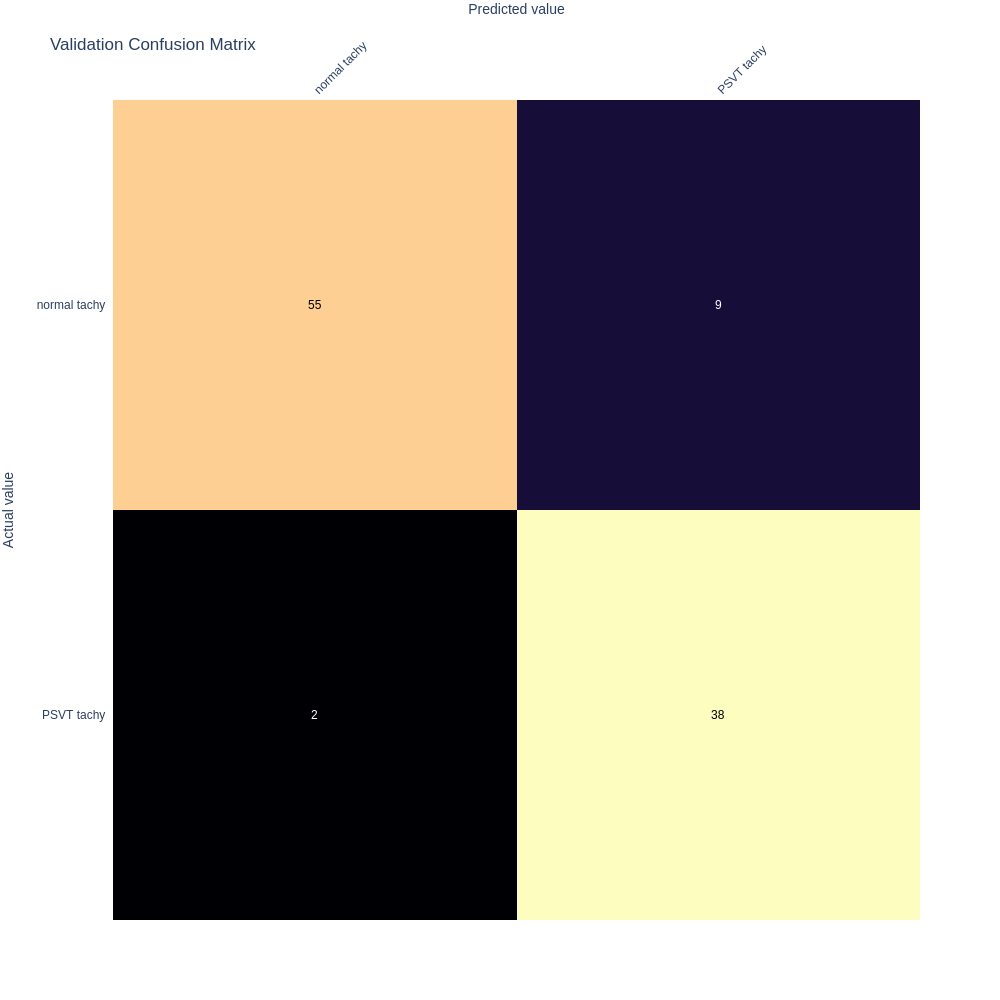 Predicted value
Validation Confusion Matrix
normal tachy
PSVT tachy
normal tachy
55
9
Actual value
PSVT tachy
2
38